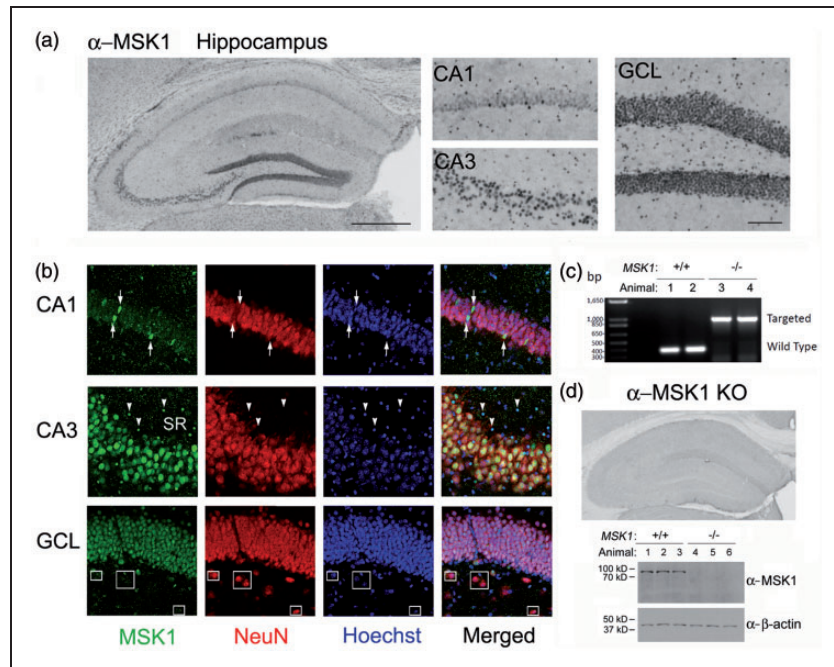 (a)
α–MSK1 Hippocampus
CA1
GCL
CA3
(b)
CA1
CA3
SR
GCL
MSK1
NeuN
Hoechst
Merged
(c)
bp
MSK1: +/+ -/-
Animal: 1 2 3 4
1,650
1,000
850
650
500
400
300
Targeted
Wild Type
(d)
α–MSK1 KO
MSK1: +/+ -/-
Animal: 1 2 3 4 5 6
100 kD
70 kD
α-MSK1
50 kD
37 kD
α-β-actin